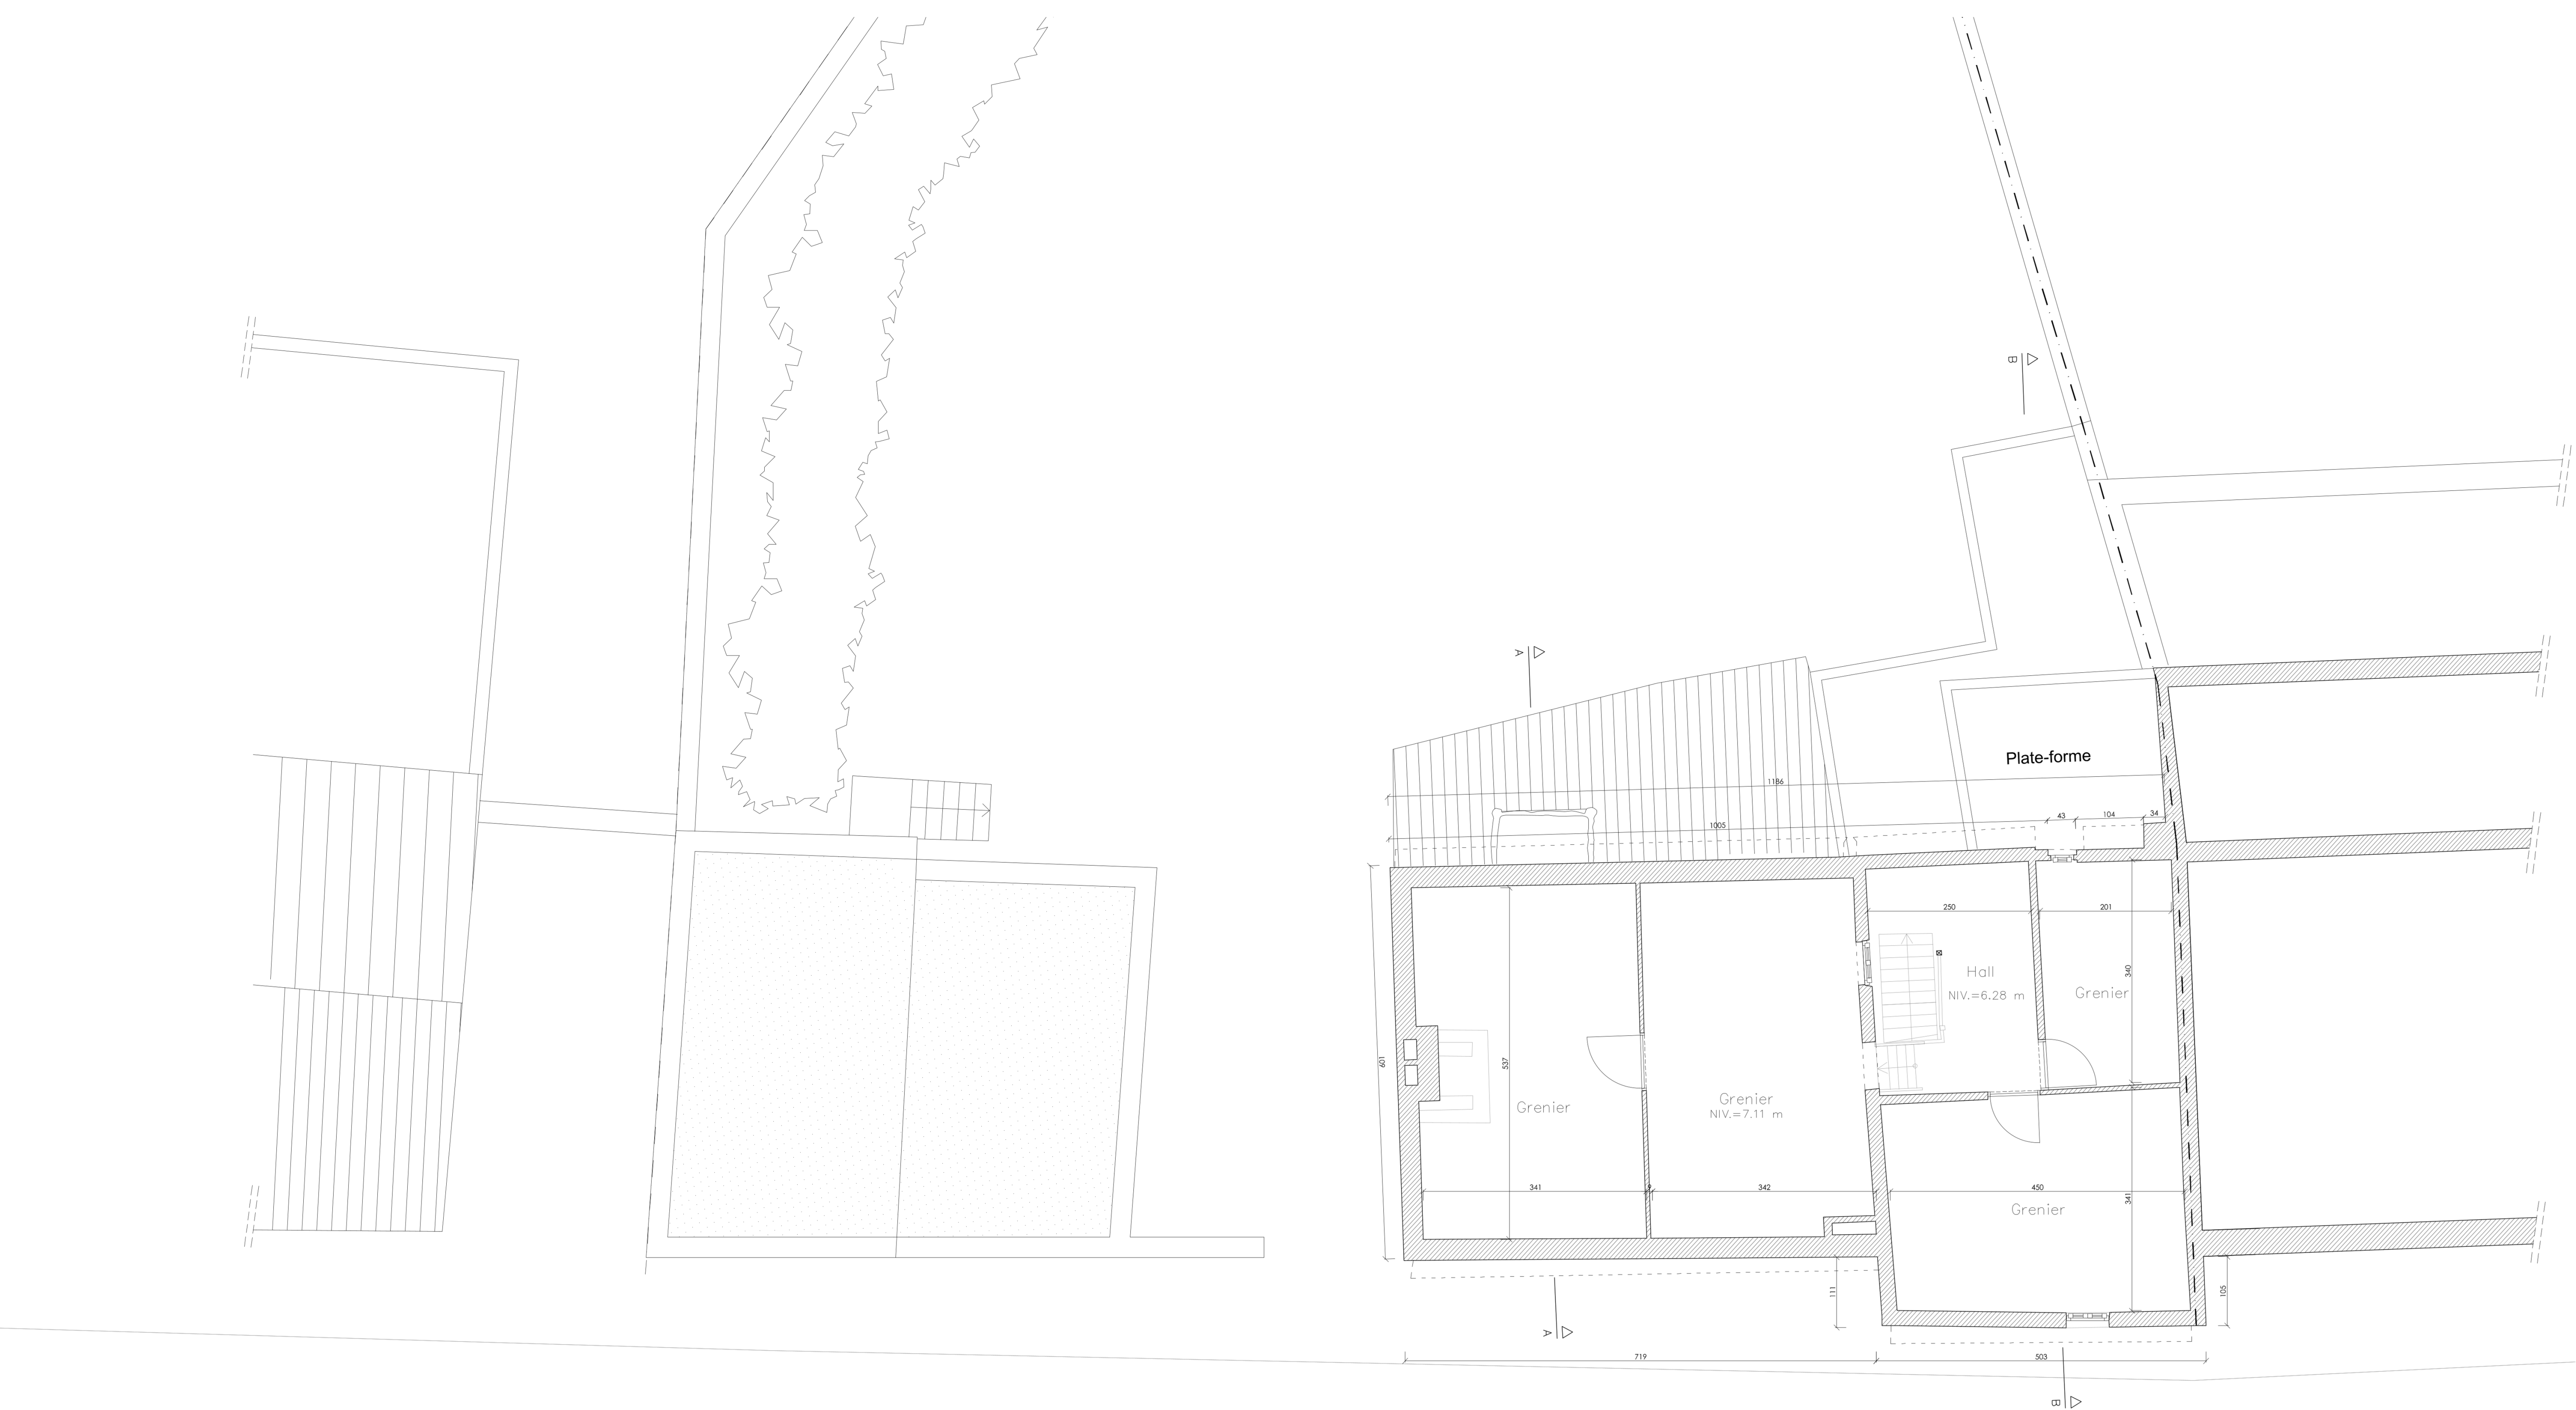 B
A
Plate-forme
1186
43
104
34
1005
250
201
Hall
NIV.=6.28 m
340
Grenier
601
537
Grenier
Grenier
NIV.=7.11 m
341
9
342
450
341
Grenier
111
105
A
719
503
B